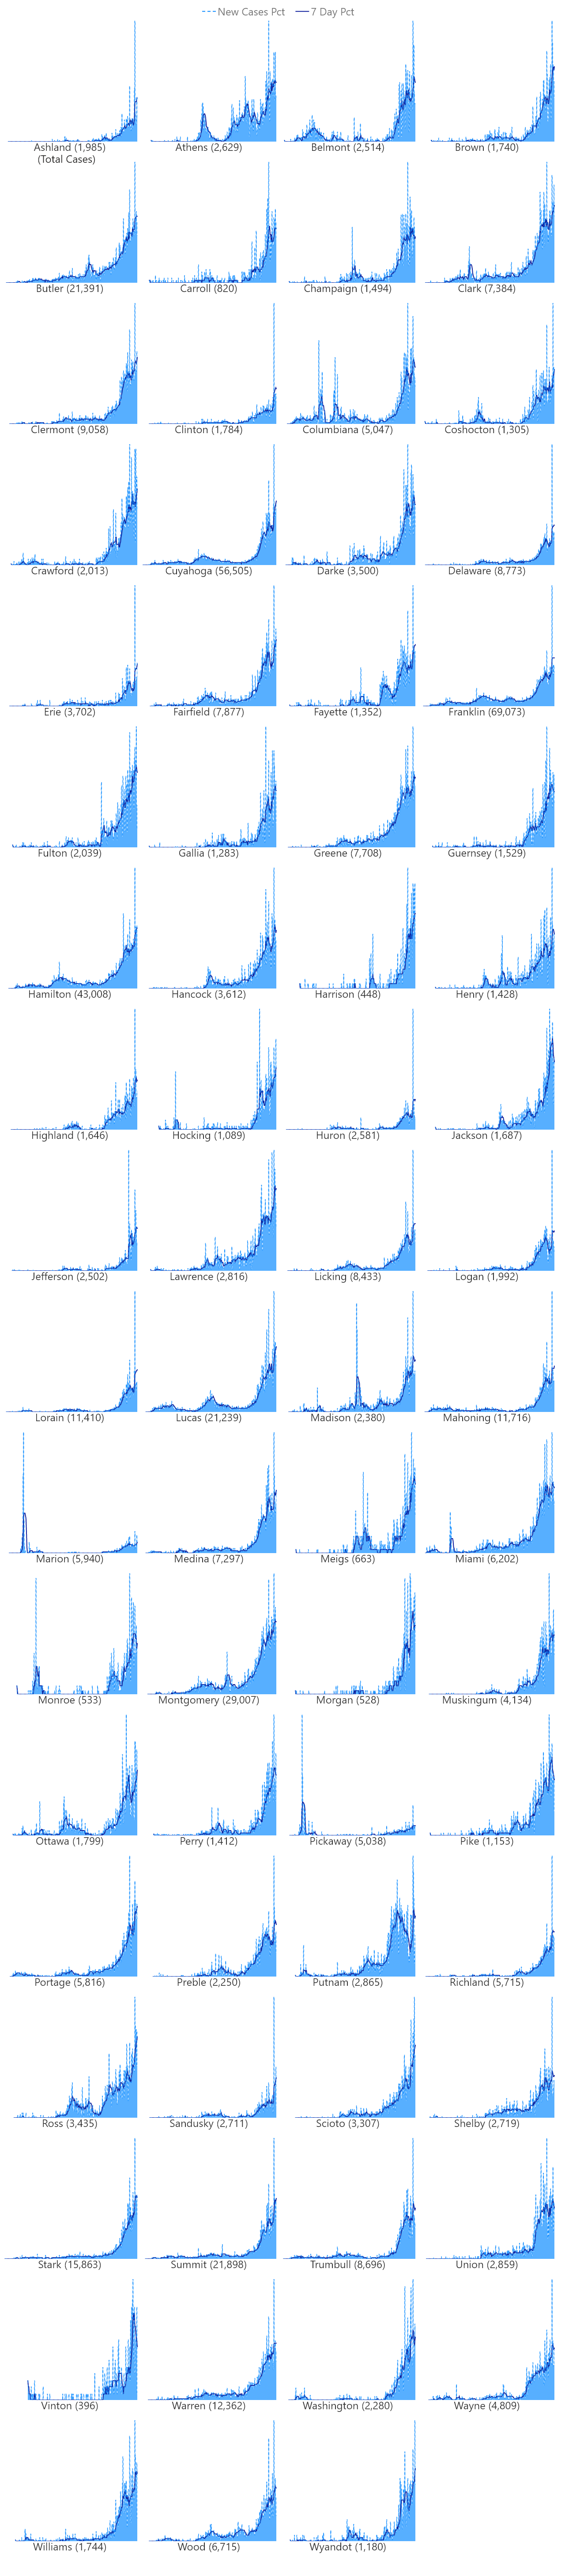 New Cases Pct 7 Day Pct
Ashland (1,985) Athens (2,629) Belmont (2,514) Brown (1,740)
(Total Cases)
Butler (21,391) Carroll (820) Champaign (1,494) Clark (7,384)
Clermont (9,058) Clinton (1,784) Columbiana (5,047) Coshocton (1,305)
Crawford (2,013) Cuyahoga (56,505) Darke (3,500) Delaware (8,773)
Erie (3,702) Fairfield (7,877) Fayette (1,352) Franklin (69,073)
Fulton (2,039) Gallia (1,283) Greene (7,708) Guernsey (1,529)
Hamilton (43,008) Hancock (3,612) Harrison (448) Henry (1,428)
Highland (1,646) Hocking (1,089) Huron (2,581) Jackson (1,687)
Jefferson (2,502) Lawrence (2,816) Licking (8,433) Logan (1,992)
Lorain (11,410) Lucas (21,239) Madison (2,380) Mahoning (11,716)
Marion (5,940) Medina (7,297) Meigs (663) Miami (6,202)
Monroe (533) Montgomery (29,007) Morgan (528) Muskingum (4,134)
Ottawa (1,799) Perry (1,412) Pickaway (5,038) Pike (1,153)
Portage (5,816) Preble (2,250) Putnam (2,865) Richland (5,715)
Ross (3,435) Sandusky (2,711) Scioto (3,307) Shelby (2,719)
Stark (15,863) Summit (21,898) Trumbull (8,696) Union (2,859)
Vinton (396) Warren (12,362) Washington (2,280) Wayne (4,809)
Williams (1,744) Wood (6,715) Wyandot (1,180)